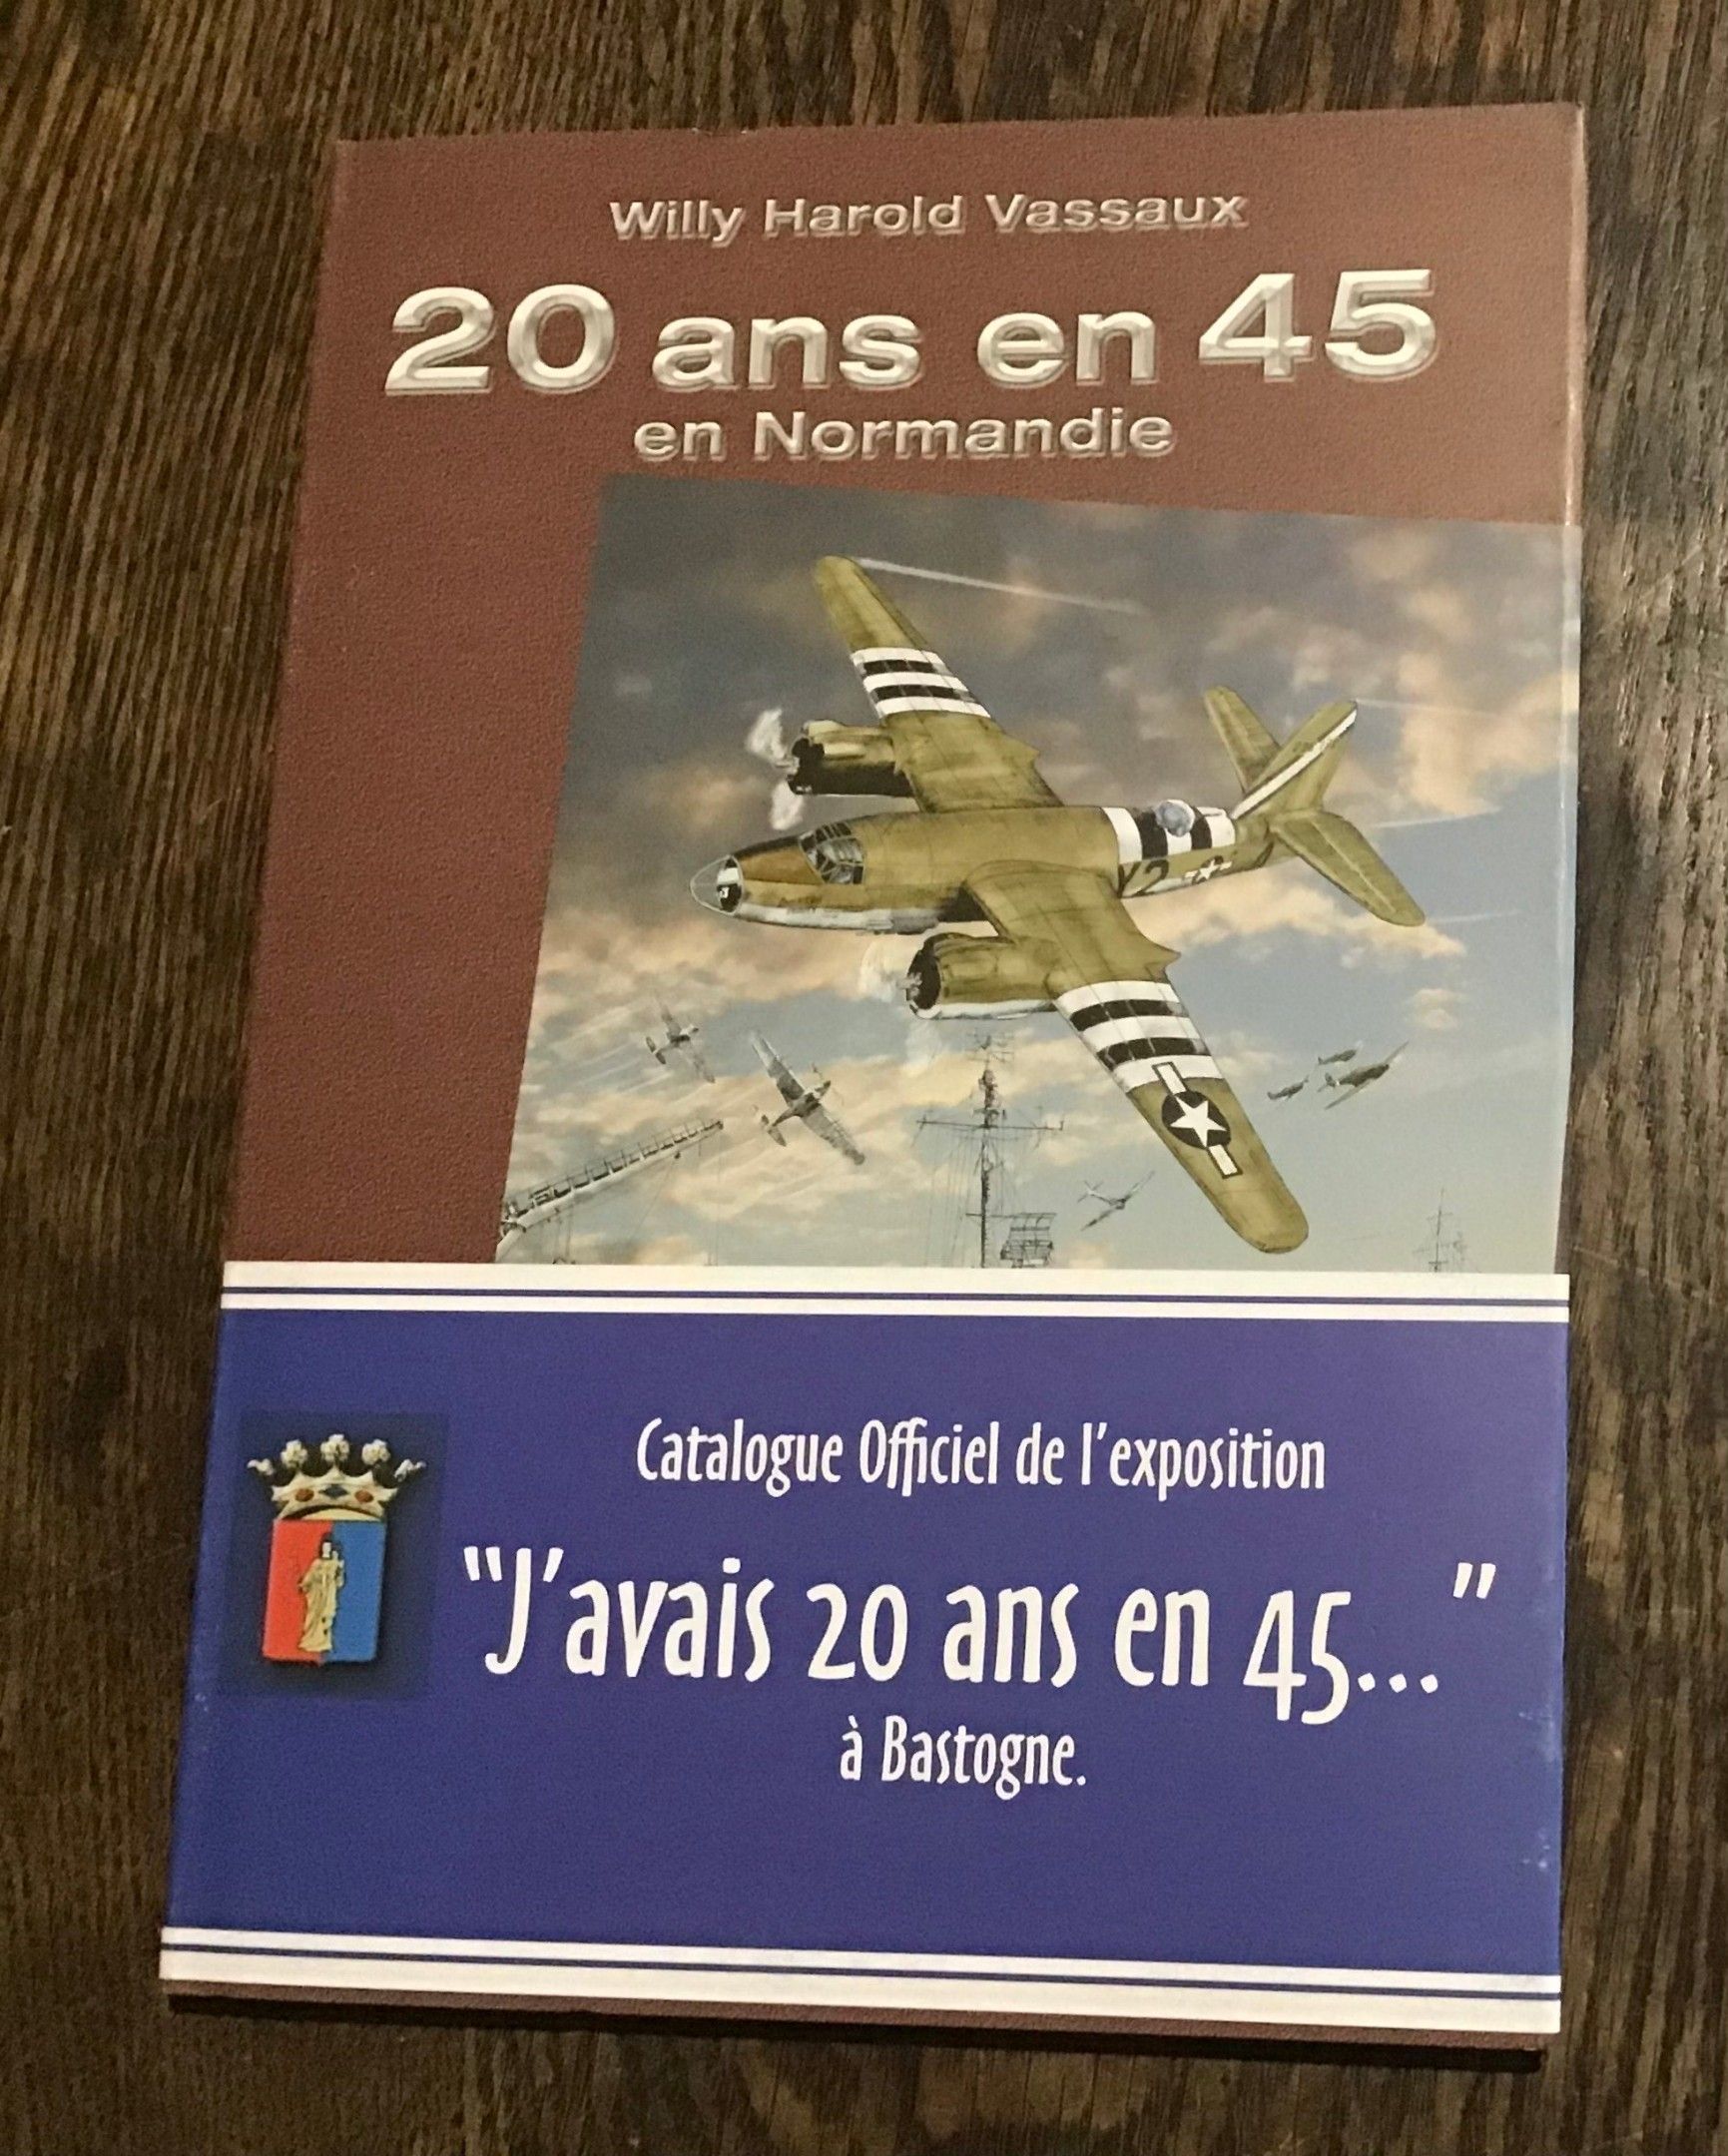 Willy Harold Vassaux
20 ans en 45
en Normandie
Y2
Catalogue Officiel de l'exposition
"J'avais 20 ans en 45..."
à Bastogne.